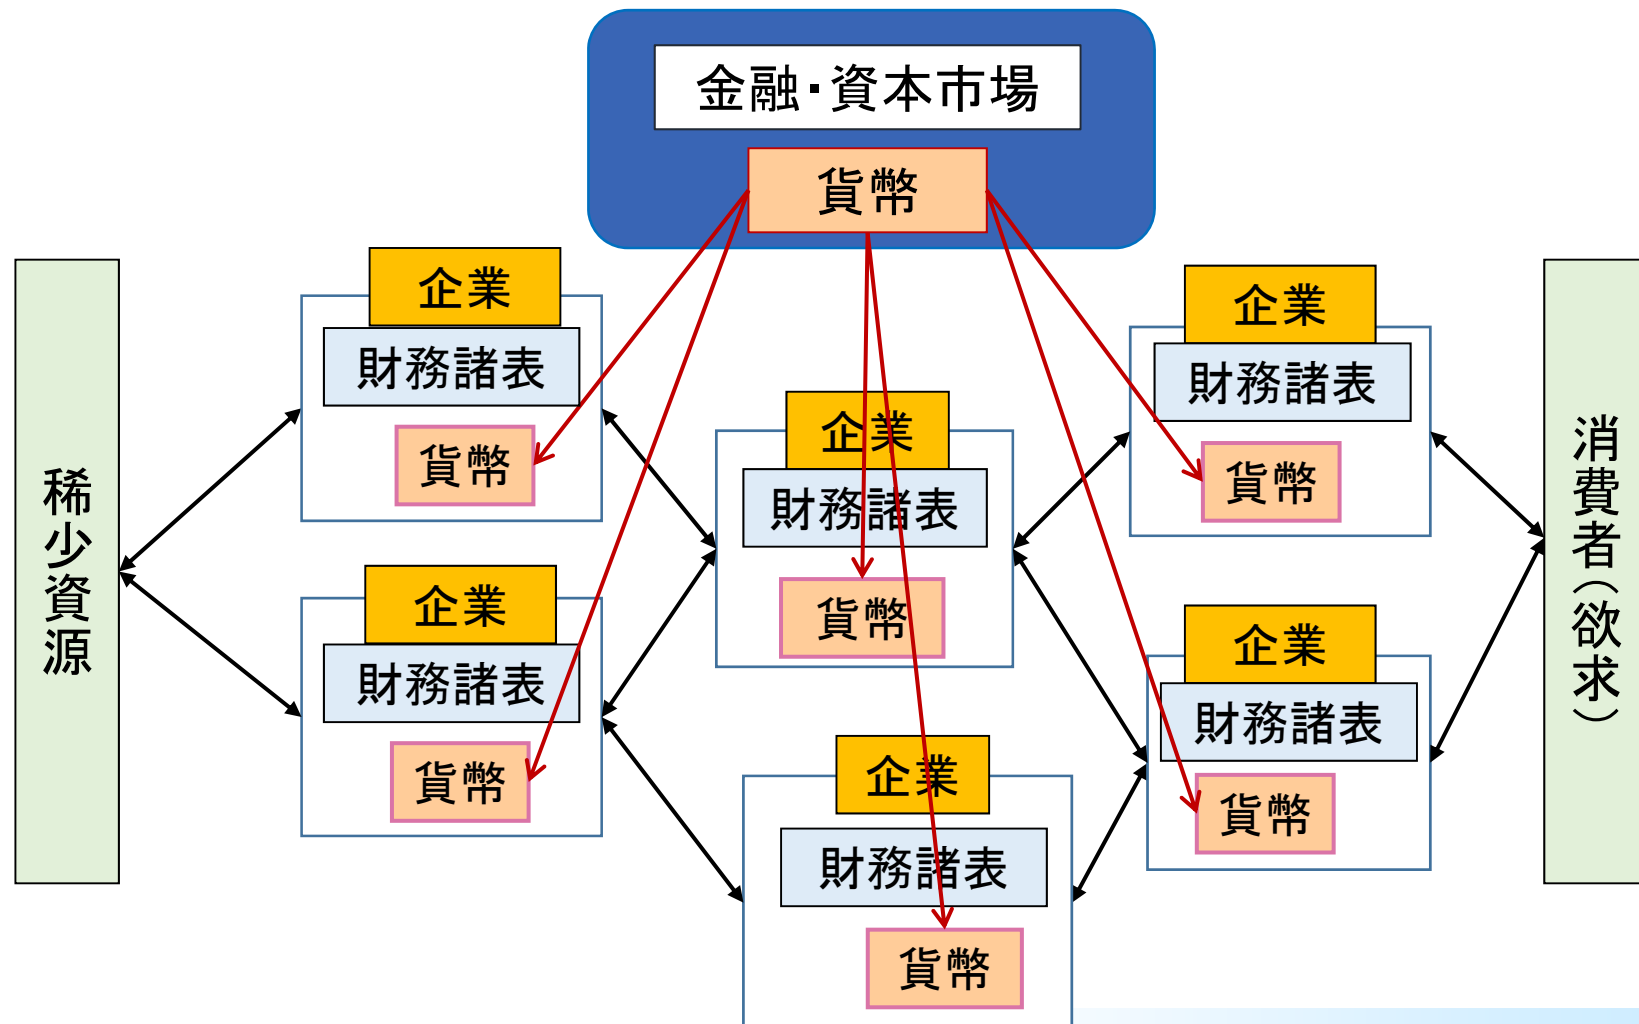 金融・資本市場
貨幣
稀少資源
企業
財務諸表
貨幣
企業
財務諸表
貨幣
企業
財務諸表
貨幣
企業
財務諸表
貨幣
企業
財務諸表
貨幣
企業
財務諸表
貨幣
消費者（欲求）